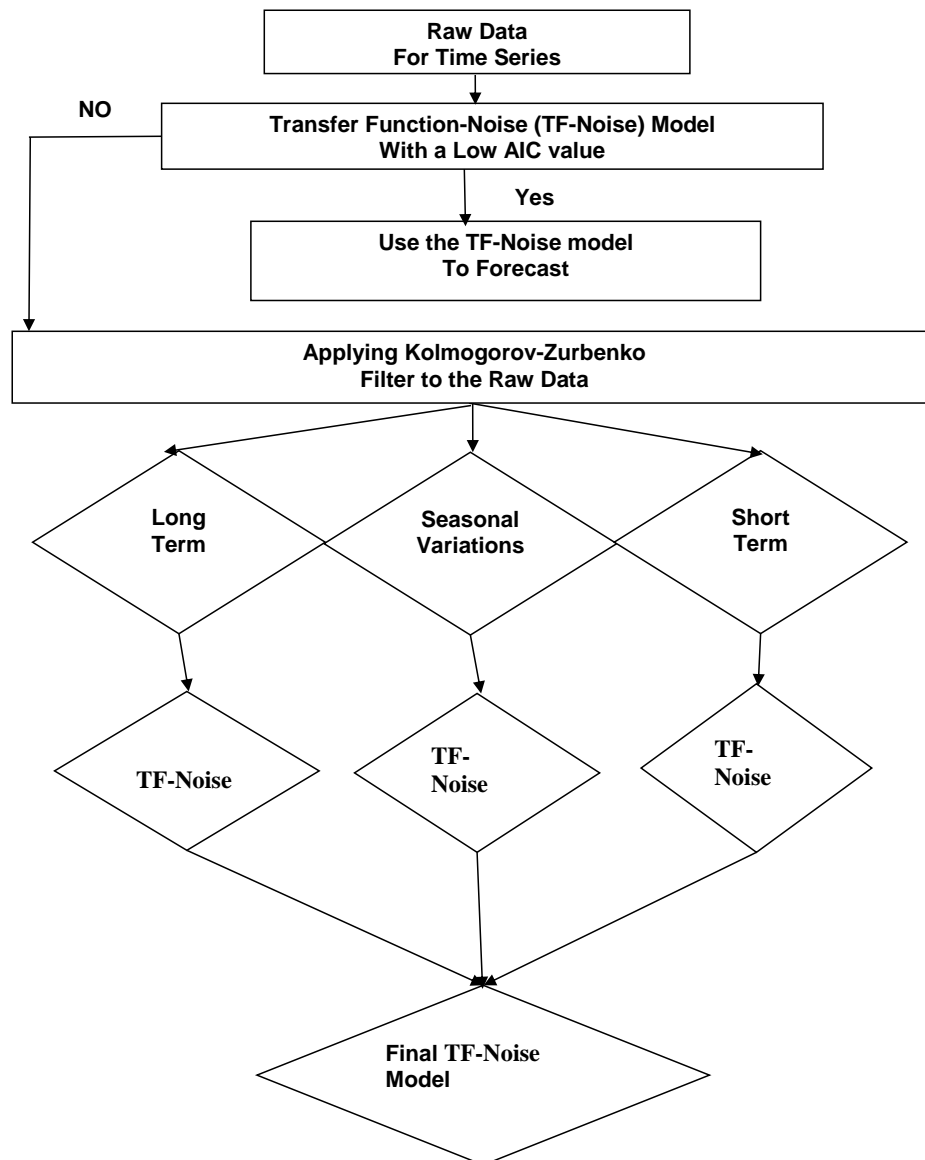 Raw Data
For Time Series
NO
Transfer Function-Noise (TF-Noise) Model
With a Low AIC value
Yes
Use the TF-Noise model
To Forecast
Applying Kolmogorov-Zurbenko
Filter to the Raw Data
Long
Term
Seasonal
Variations
Short
Term
TF-Noise
TF-
Noise
TF-
Noise
Final TF-Noise
Model